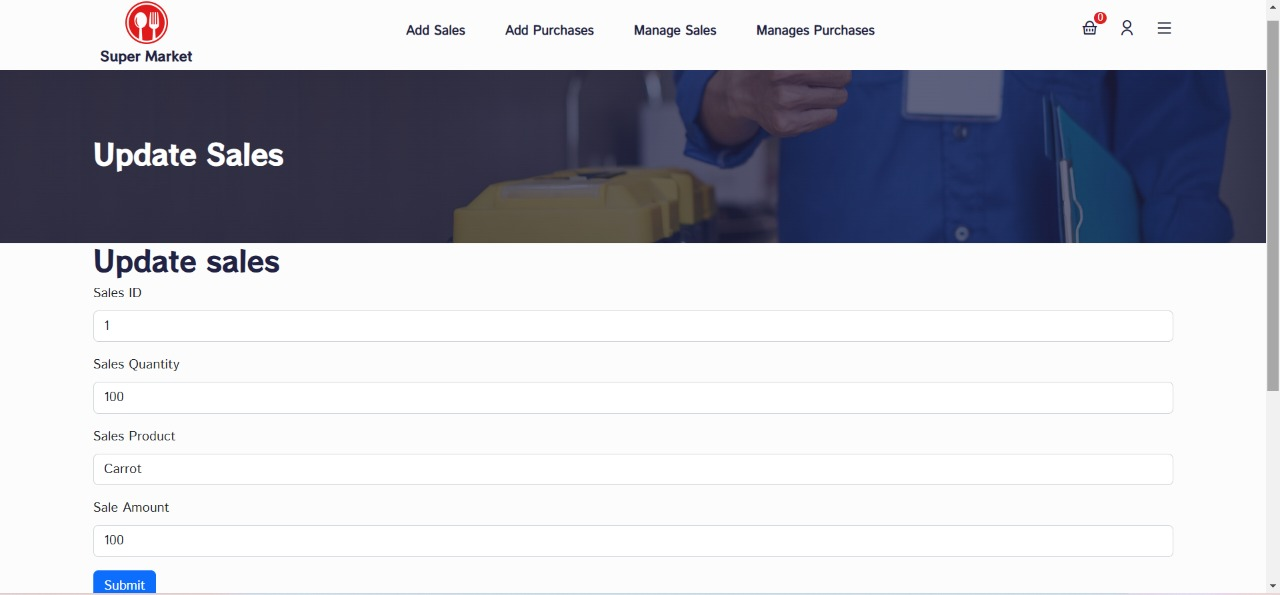 Super Market
Add Sales
Add Purchases
Manage Sales
Manages Purchases
0
Update Sales
Update sales
Sales ID
1
Sales Quantity
100
Sales Product
Carrot
Sale Amount
100
Submit